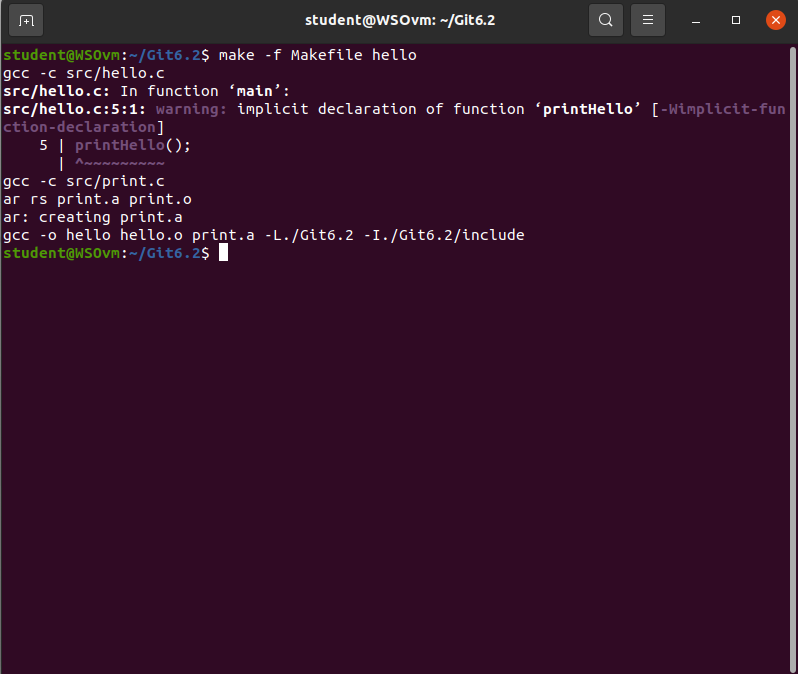 student@WSOvm: ~/Git6.2
student@WSOvm:~/Git6.2$ make -f Makefile hello
gcc -c src/hello.c
src/hello.c: In function ‘main’:
src/hello.c:5:1: warning: implicit declaration of function ‘printHello’ [-Wimplicit-fun
ction-declaration]
    5 | printHello();
      | ^~~~~~~~~~
gcc -c src/print.c
ar rs print.a print.o
ar: creating print.a
gcc -o hello hello.o print.a -L./Git6.2 -I./Git6.2/include
student@WSOvm:~/Git6.2$